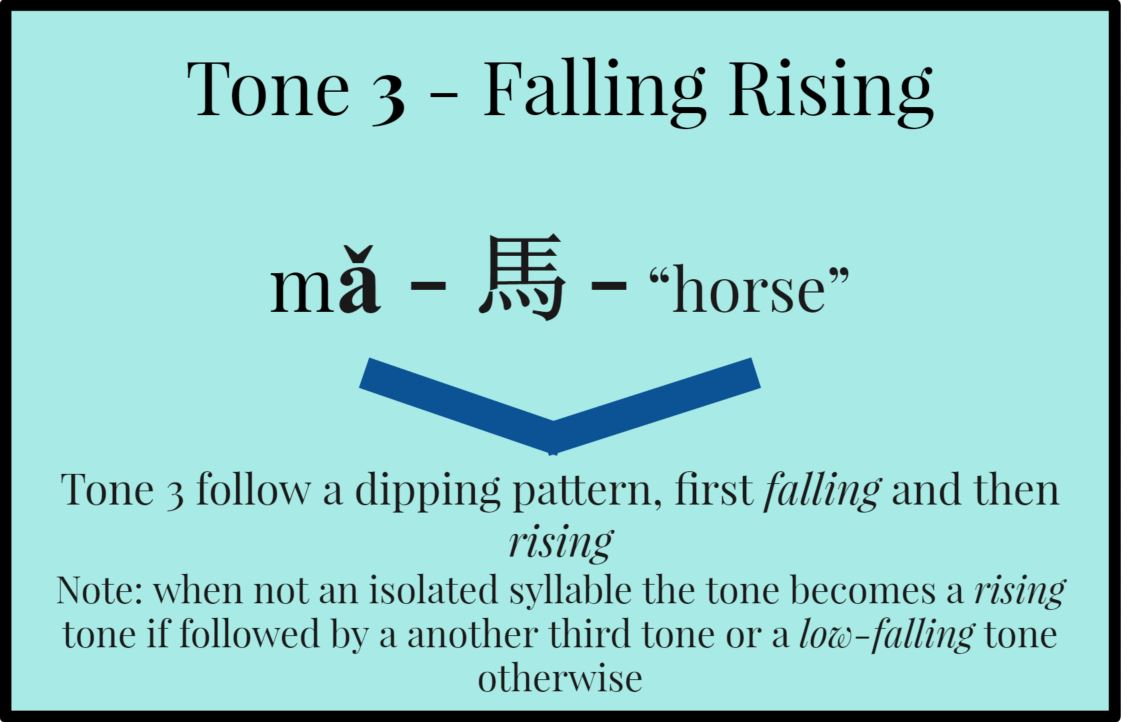 Tone 3 - Falling Rising
mǎ - 馬 - “horse”
Tone 3 follow a dipping pattern, first falling and then
rising
Note: when not an isolated syllable the tone becomes a rising
tone if followed by a another third tone or a low-falling tone
otherwise